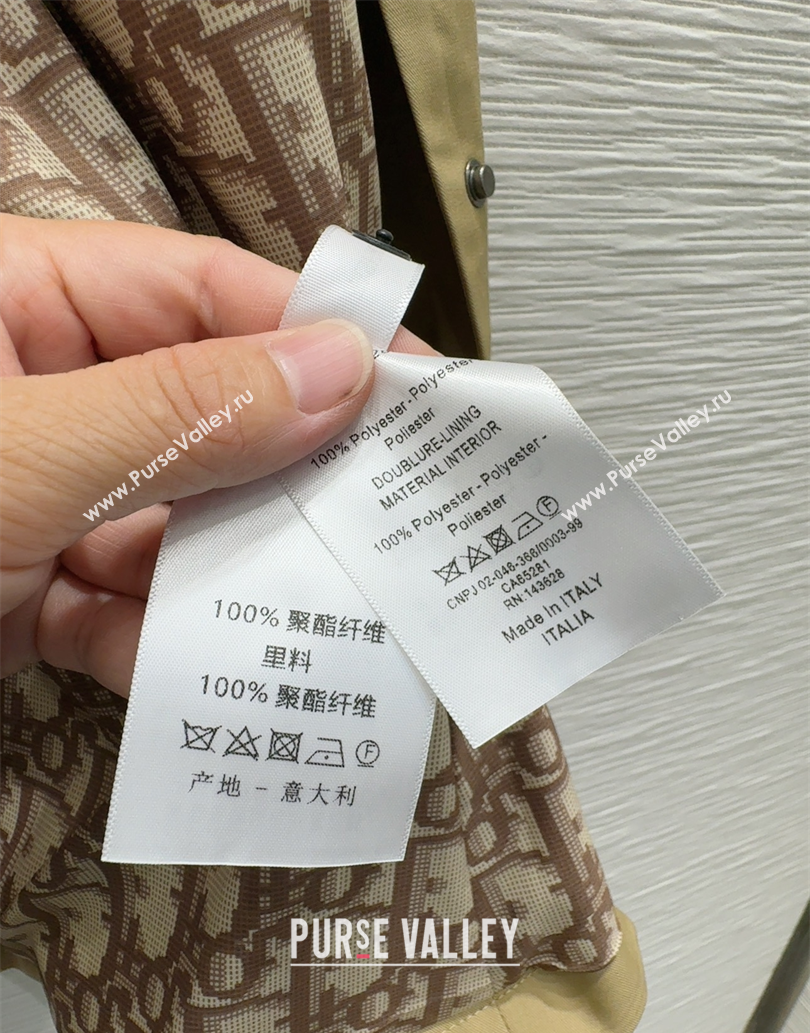 100% Polyester - Polyester
Poliester
DOUBLURE-LINING
MATERIAL INTERIOR
100% Polyester - Polyester -
Poliester
F
CNPJ 02-046-368/0003-99
CA65281
RN:143628
Made in ITALY
ITALIA
100% 聚酯纤维
里料
100% 聚酯纤维
F
产地 - 意大利
www.PurseValley.ru
www.PurseValley.ru
PURSE VALLEY